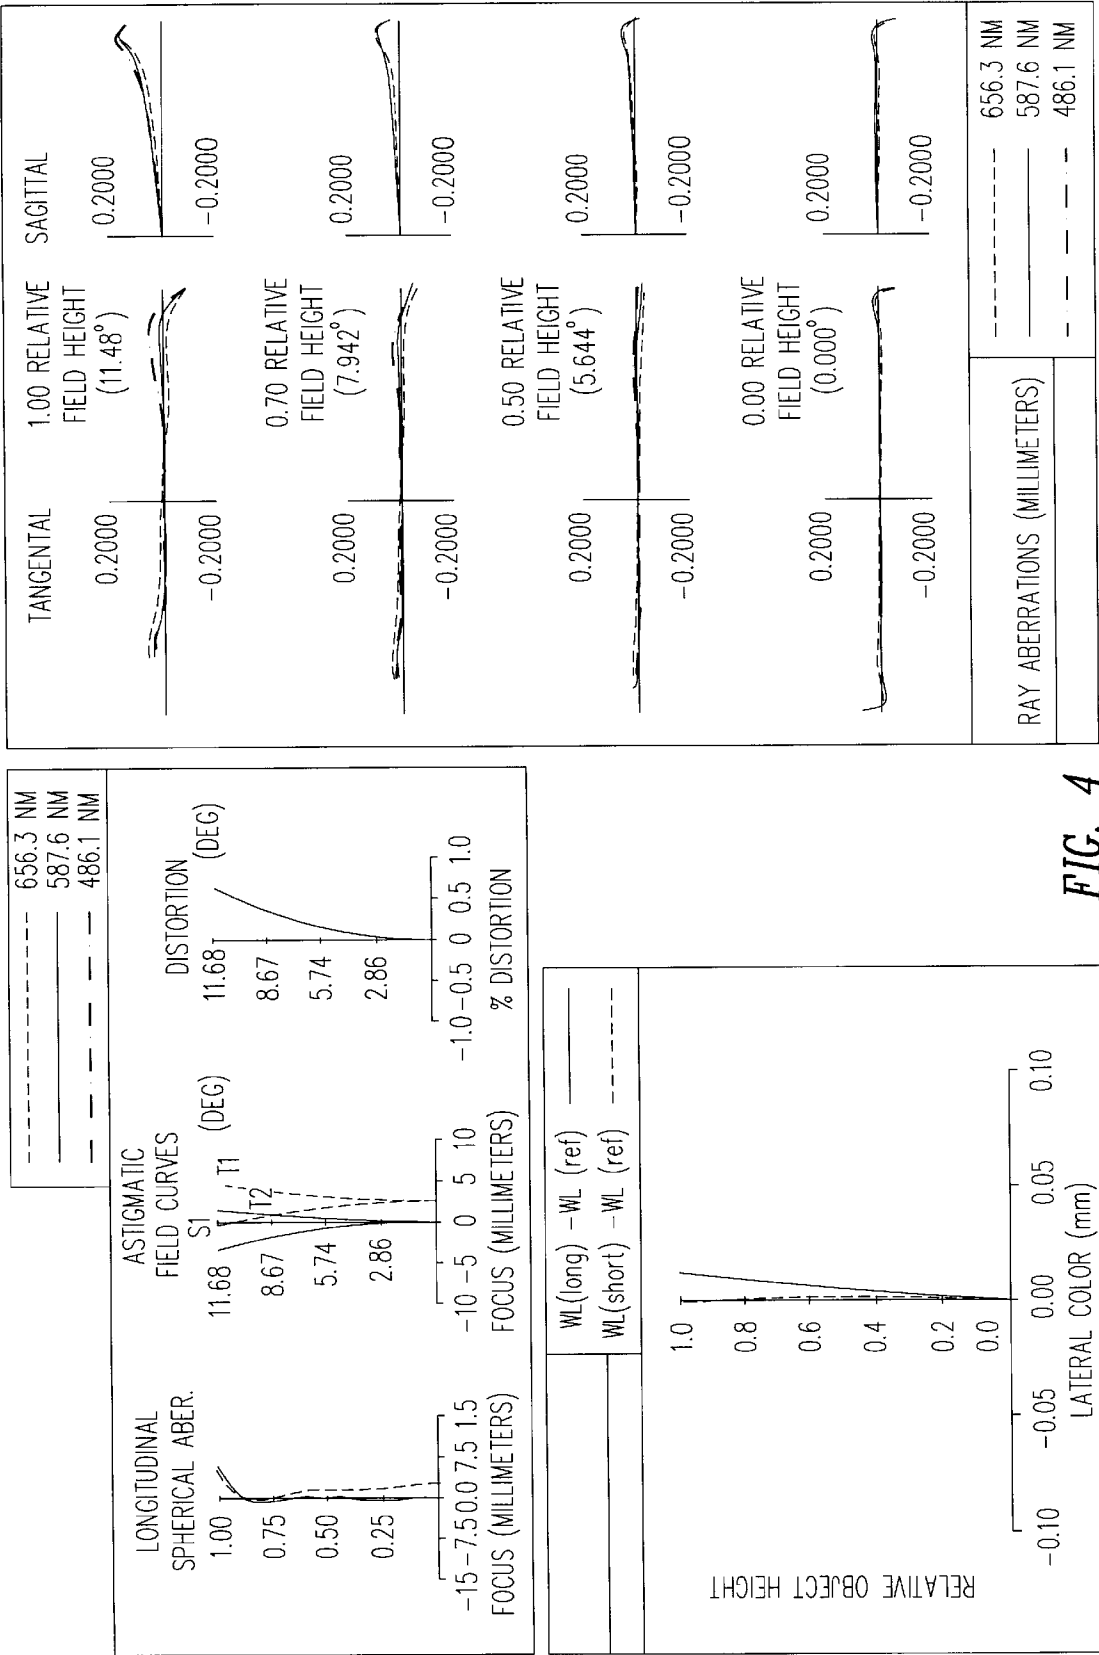 656.3 NM
587.6 NM
486.1 NM
LONGITUDINAL
SPHERICAL ABER.
1.00
0.75
0.50
0.25
-15 -7.5 0.0 7.5 1.5
FOCUS (MILLIMETERS)
ASTIGMATIC
FIELD CURVES
S1
T1
(DEG)
11.68
T2
8.67
5.74
2.86
-10 -5 0 5 10
FOCUS (MILLIMETERS)
DISTORTION
(DEG)
11.68
8.67
5.74
2.86
-1.0 -0.5 0 0.5 1.0
% DISTORTION
WL(long) -WL (ref)
WL(short) -WL (ref)
RELATIVE OBJECT HEIGHT
1.0
0.8
0.6
0.4
0.2
0.0
-0.10 -0.05 0.00 0.05 0.10
LATERAL COLOR (mm)
FIG. 4
TANGENTAL
1.00 RELATIVE
FIELD HEIGHT
(11.48°)
SAGITTAL
0.2000
-0.2000
0.2000
-0.2000
0.70 RELATIVE
FIELD HEIGHT
(7.942°)
0.2000
-0.2000
0.2000
-0.2000
0.50 RELATIVE
FIELD HEIGHT
(5.644°)
0.2000
-0.2000
0.2000
-0.2000
0.00 RELATIVE
FIELD HEIGHT
(0.000°)
0.2000
-0.2000
0.2000
-0.2000
RAY ABERRATIONS (MILLIMETERS)
656.3 NM
587.6 NM
486.1 NM